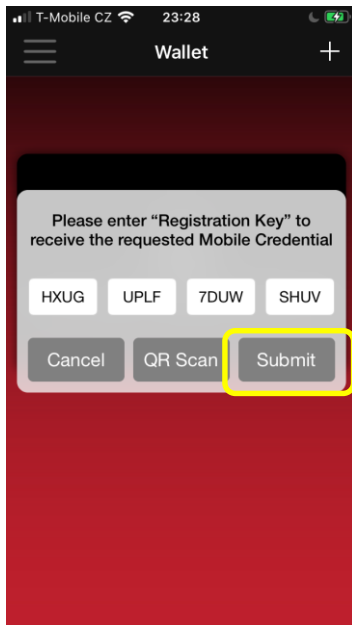 T-Mobile CZ 23:28
Wallet +
Please enter “Registration Key” to
receive the requested Mobile Credential
HXUG UPLF 7DUW SHUV
Cancel QR Scan Submit